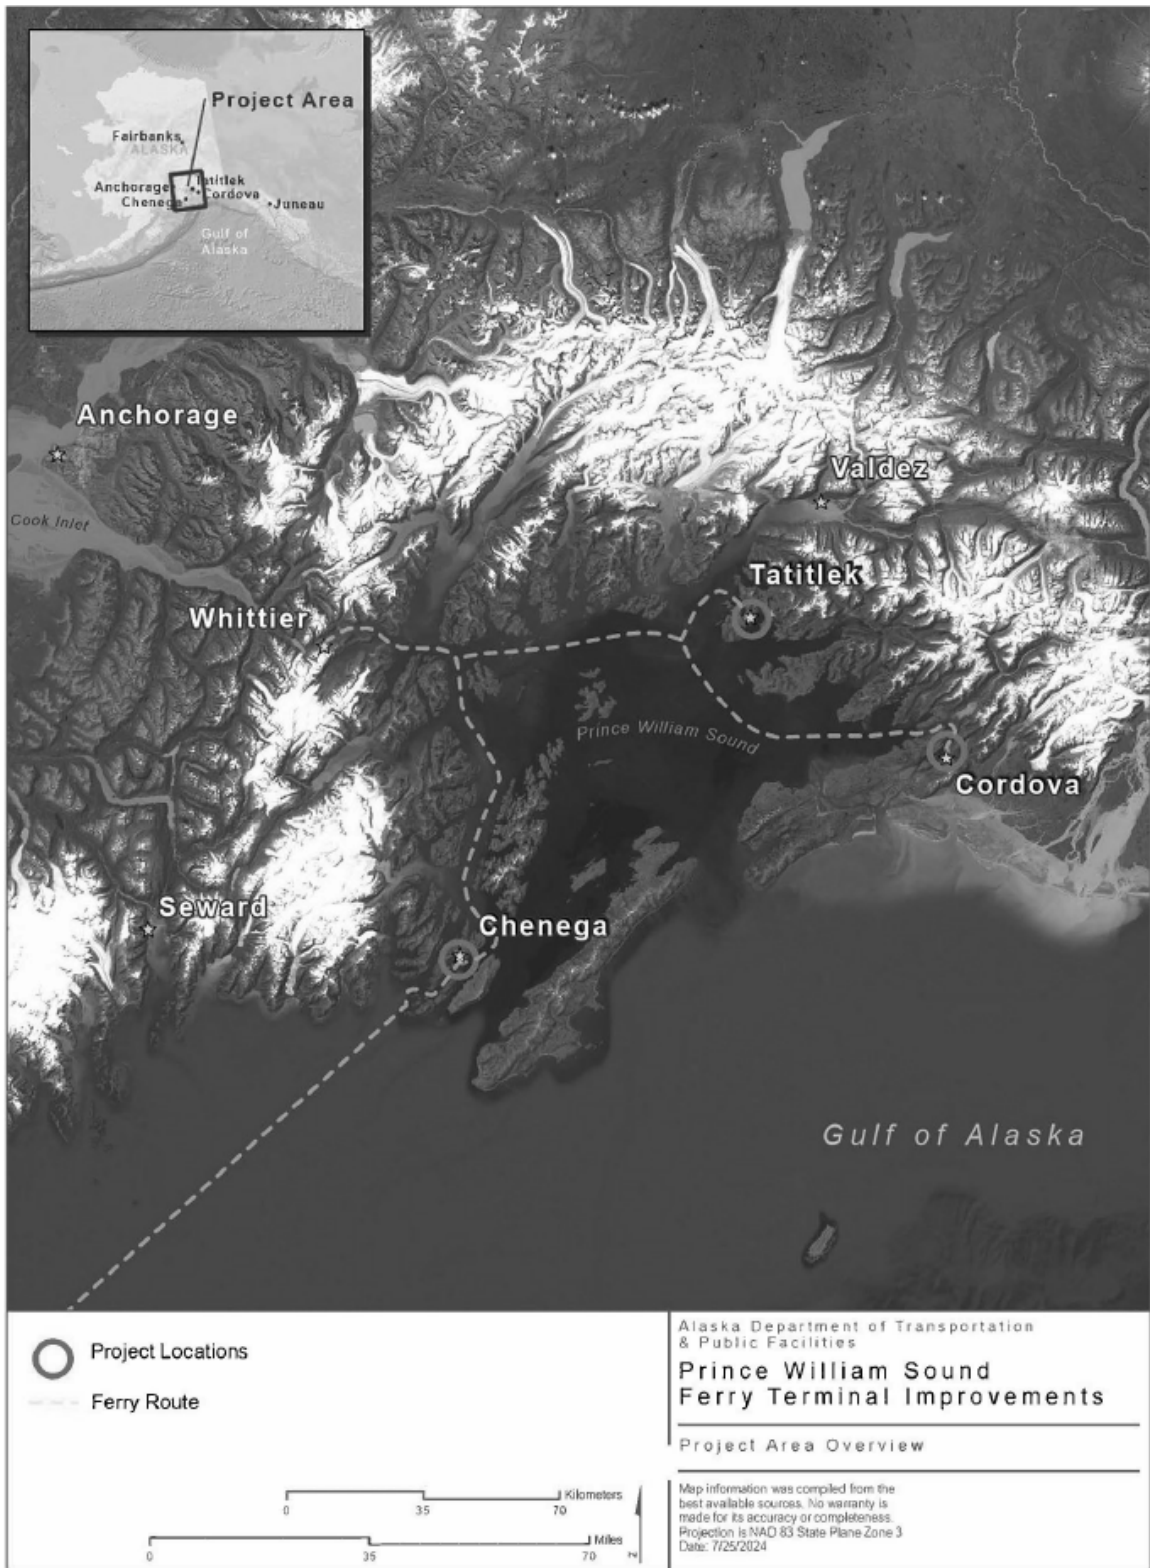 Project Area
Fairbanks
ALASKA
Anchorage
Tatitlek
Chenega
Cordova
Juneau
Gulf of
Alaska
Anchorage
Cook Inlet
Valdez
Tatitlek
Whittier
Prince William Sound
Cordova
Seward
Chenega
Gulf of Alaska
Project Locations
Ferry Route
Kilometers
0 35 70
Miles
0 35 70
Z
Alaska Department of Transportation
& Public Facilities
Prince William Sound
Ferry Terminal Improvements
Project Area Overview
Map information was compiled from the
best available sources. No warranty is
made for its accuracy or completeness.
Projection is NAD 83 State Plane Zone 3
Date: 7/25/2024